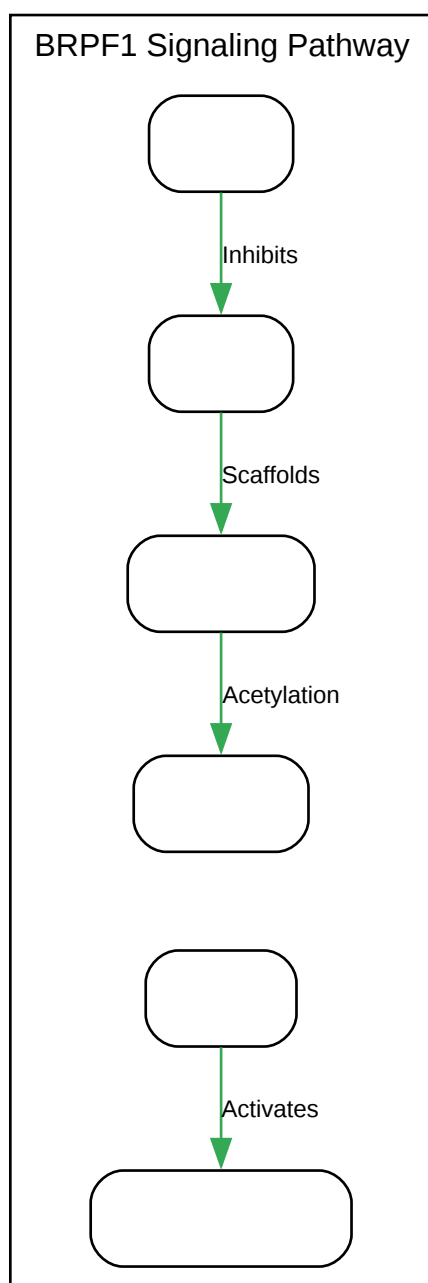 BRPF1 Signaling Pathway
Inhibits
Scaffolds
Acetylation
Activates